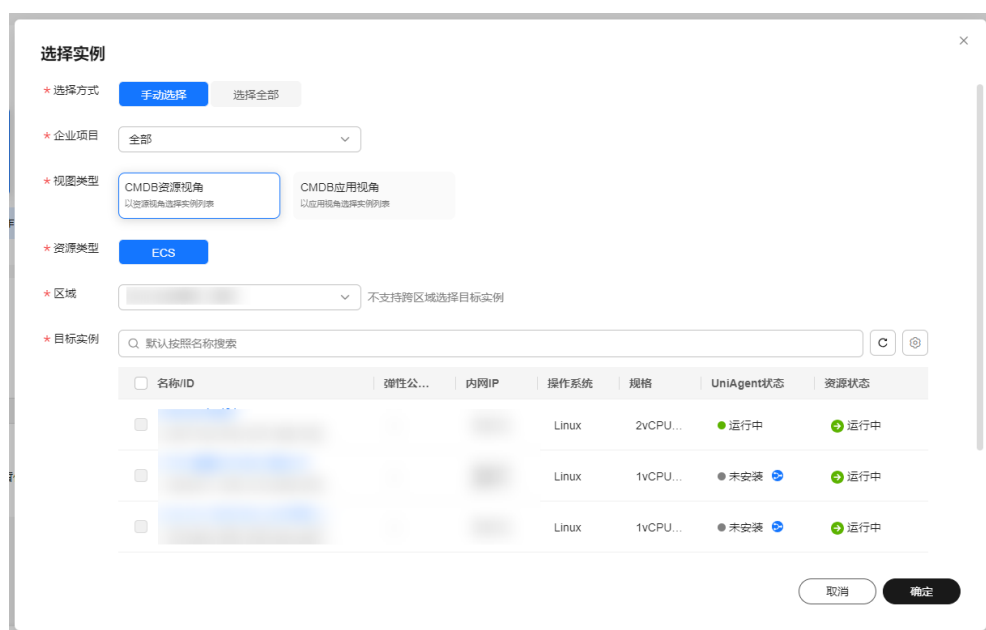 选择实例
* 选择方式 手动选择 选择全部
* 企业项目 全部
* 视图类型 CMDB资源视角 CMDB应用视角
以资源视角选择实例列表 以应用视角选择实例列表
* 资源类型 ECS
* 区域 不支持跨区域选择目标实例
* 目标实例 默认按照名称搜索
名称/ID 弹性公... 内网IP 操作系统 规格 UniAgent状态 资源状态
Linux 2vCPU... 运行中 运行中
Linux 1vCPU... 未安装 运行中
Linux 1vCPU... 未安装 运行中
取消 确定